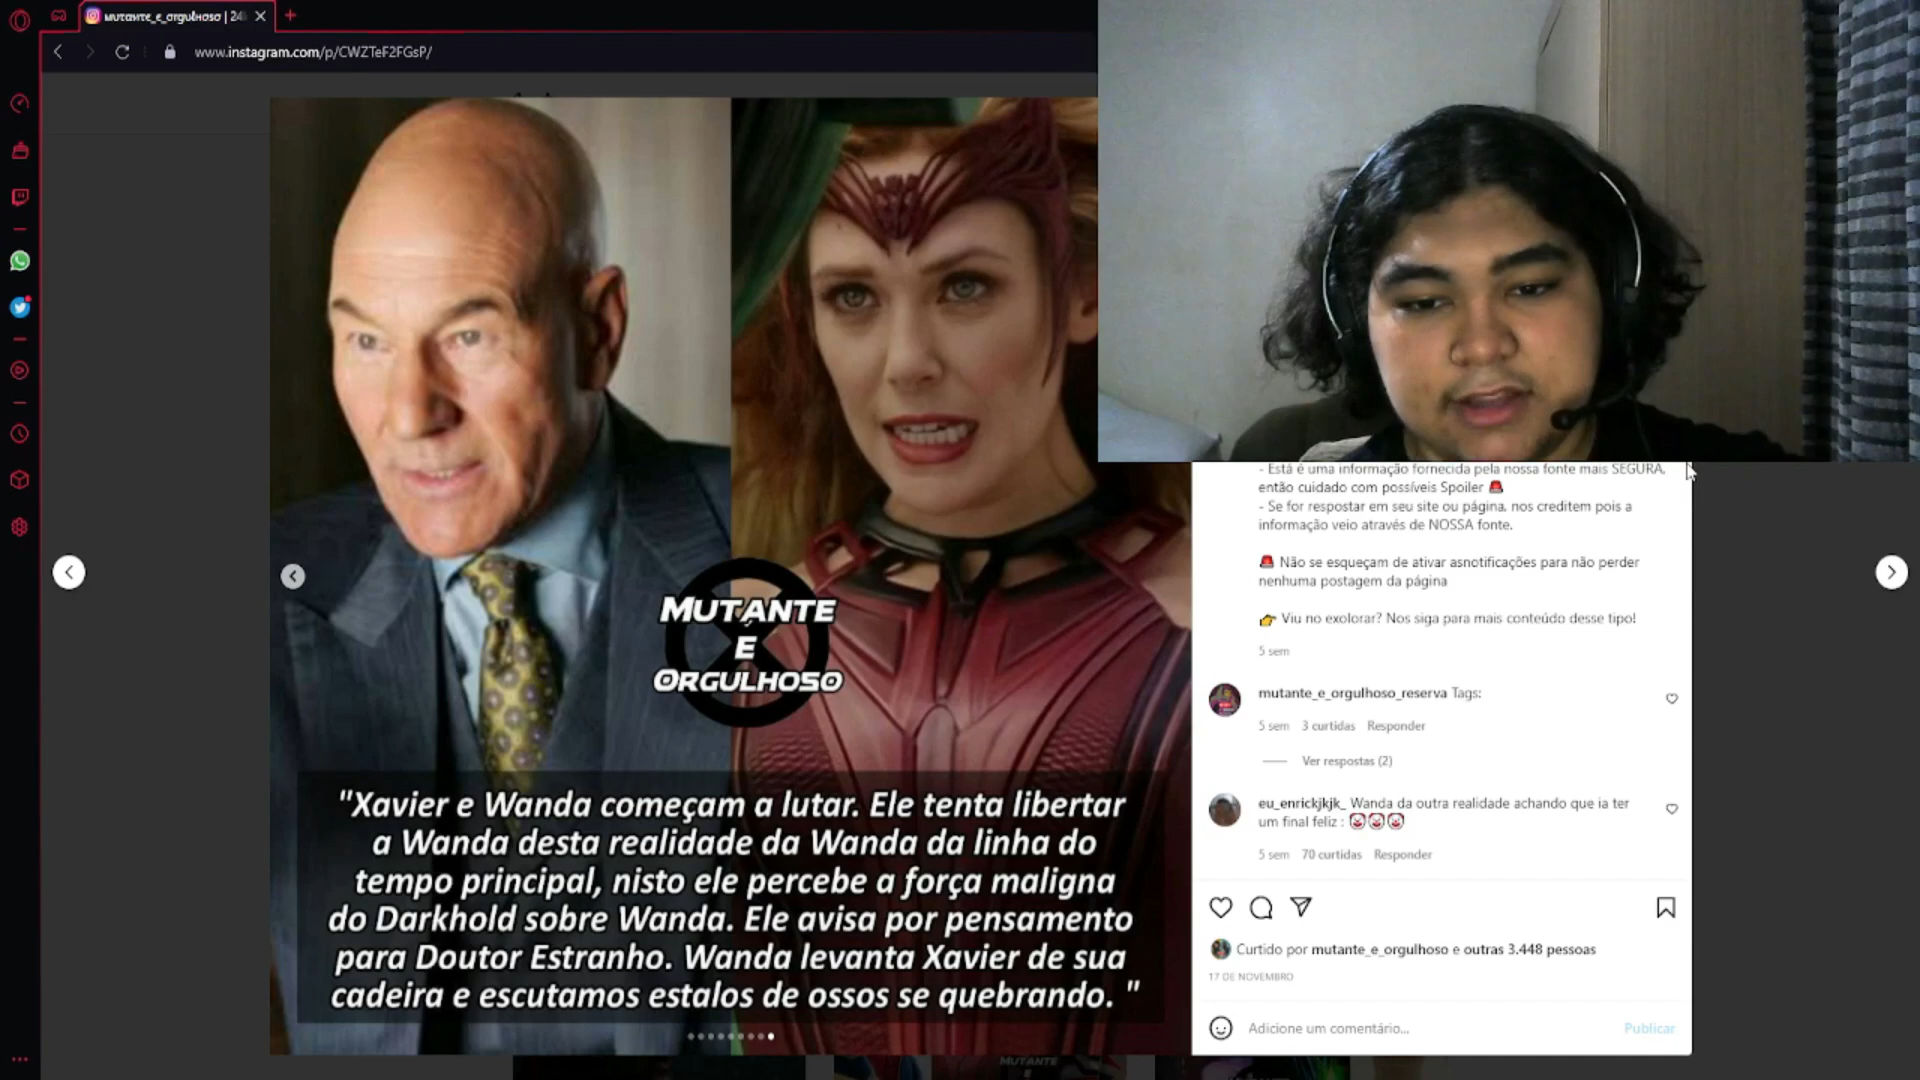 mutante_e_orgulhoso | 24
www.instagram.com/p/CWZTeF2FGsP/
MUTANTE
E
ORGULHOSO
"Xavier e Wanda começam a lutar. Ele tenta libertar
a Wanda desta realidade da Wanda da linha do
tempo principal, nisto ele percebe a força maligna
do Darkhold sobre Wanda. Ele avisa por pensamento
para Doutor Estranho. Wanda levanta Xavier de sua
cadeira e escutamos estalos de ossos se quebrando. "
- Está é uma informação fornecida pela nossa fonte mais SEGURA,
então cuidado com possíveis Spoiler 🚨
- Se for respostar em seu site ou página, nos creditem pois a
informação veio através de NOSSA fonte.
🚨 Não se esqueçam de ativar asnotificações para não perder
nenhuma postagem da página
👉 Viu no exolorar? Nos siga para mais conteúdo desse tipo!
5 sem
mutante_e_orgulhoso_reserva Tags:
5 sem 3 curtidas Responder
Ver respostas (2)
eu_enrickjkjk_ Wanda da outra realidade achando que ia ter
um final feliz : 🤡🤡🤡
5 sem 70 curtidas Responder
Curtido por mutante_e_orgulhoso e outras 3.448 pessoas
17 DE NOVEMBRO
Adicione um comentário... Publicar
MUTANTE